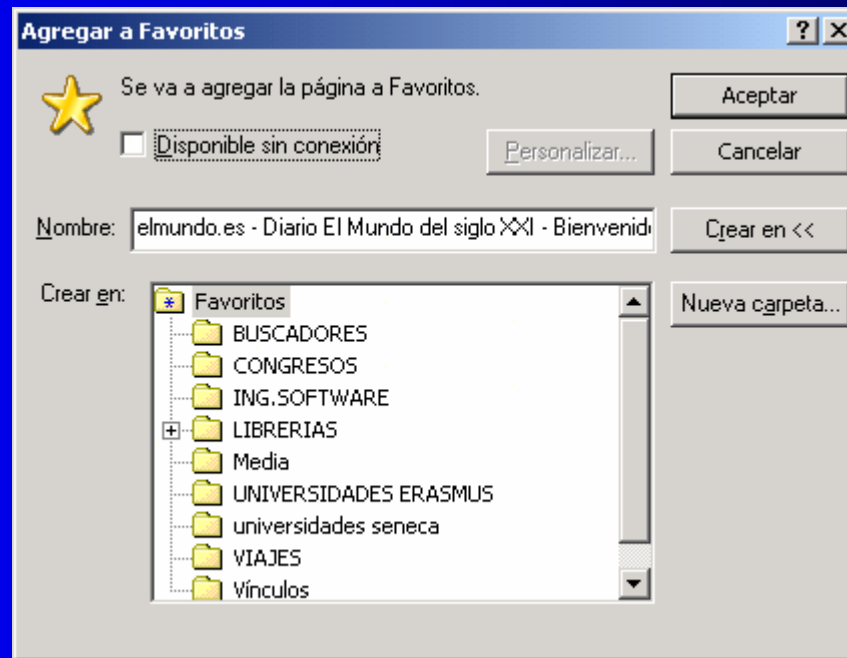 Agregar a Favoritos
Se va a agregar la página a Favoritos.
Aceptar
Disponible sin conexión
Personalizar...
Cancelar
Nombre: elmundo.es - Diario El Mundo del siglo XXI - Bienvenid
Crear en <<
Crear en:
Favoritos
Nueva carpeta...
BUSCADORES
CONGRESOS
ING.SOFTWARE
LIBRERIAS
Media
UNIVERSIDADES ERASMUS
universidades seneca
VIAJES
Vínculos